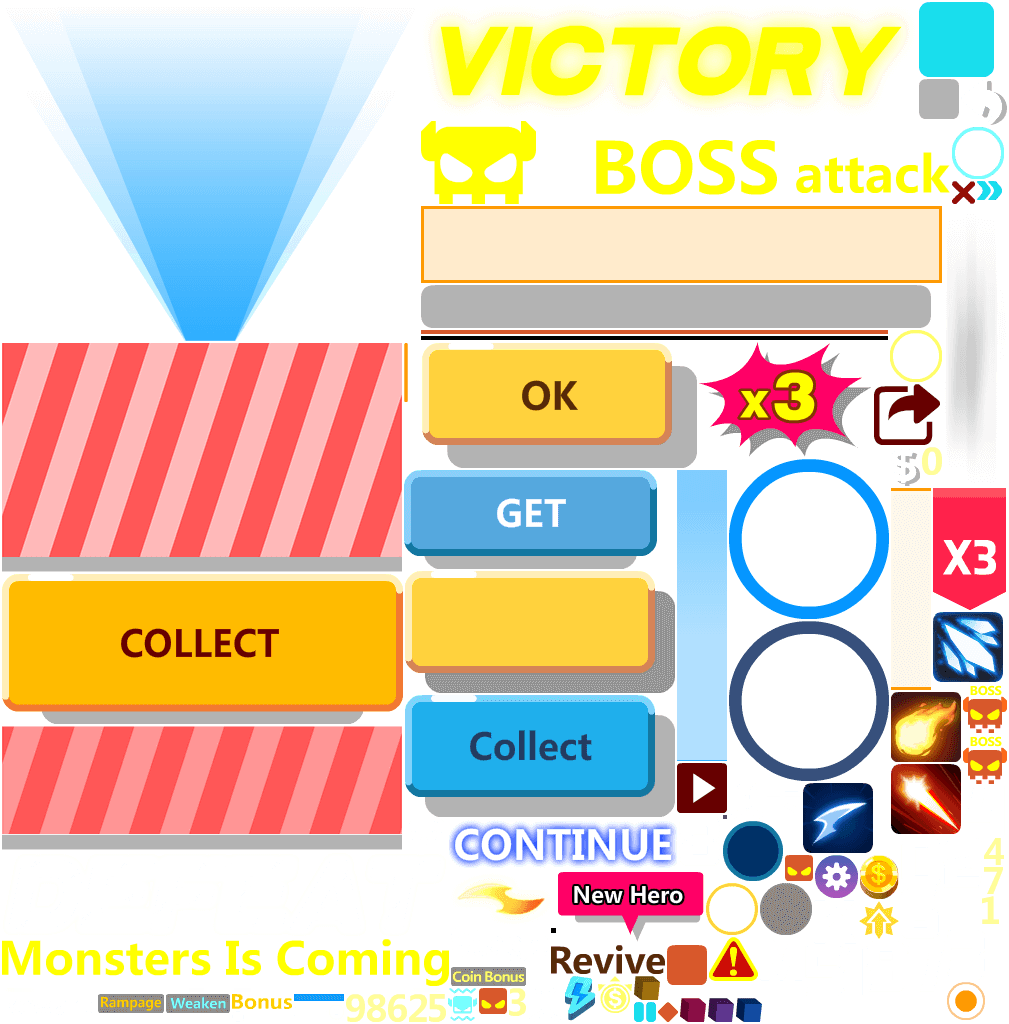 VICTORY
BOSS attack
OK
x3
$0
GET
X3
COLLECT
BOSS
BOSS
Collect
CONTINUE
4
7
1
New Hero
Monsters Is Coming
Revive
Coin Bonus
Rampage
Weaken
Bonus
98625
3